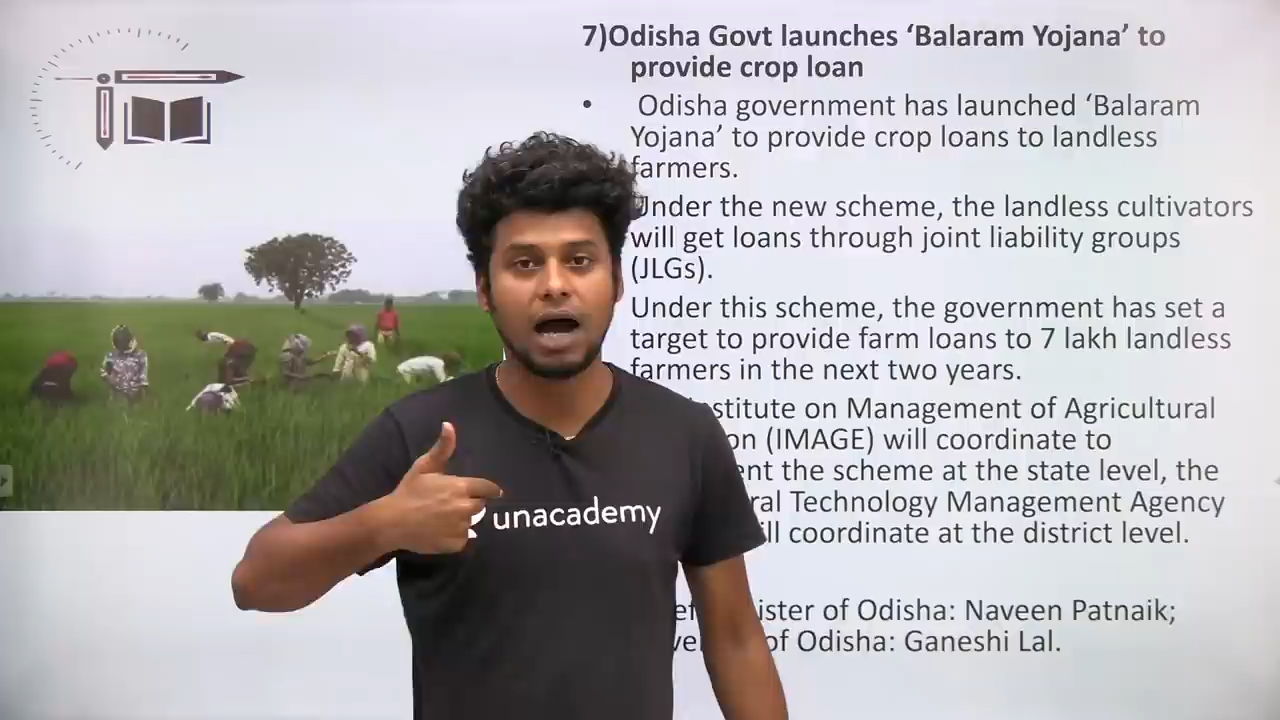 7)Odisha Govt launches ‘Balaram Yojana’ to
provide crop loan
• Odisha government has launched ‘Balaram
Yojana’ to provide crop loans to landless
farmers.
Under the new scheme, the landless cultivators
will get loans through joint liability groups
(JLGs).
Under this scheme, the government has set a
target to provide farm loans to 7 lakh landless
farmers in the next two years.
on Management of Agricultural
(IMAGE) will coordinate to
the scheme at the state level, the
Technology Management Agency
coordinate at the district level.
of Odisha: Naveen Patnaik;
of Odisha: Ganeshi Lal.
unacademy